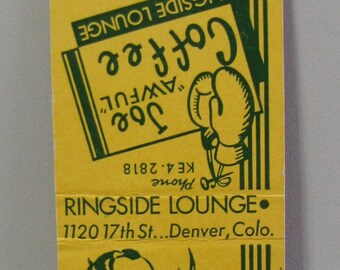 Joe "AWFUL"
Coffee
RINGSIDE LOUNGE
Phone
KE 4-2818
RINGSIDE LOUNGE•
1120 17th St...Denver, Colo.